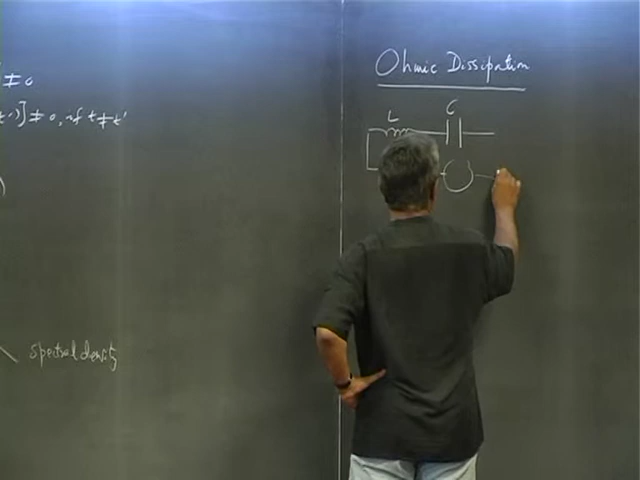 ≠ 0
t')] ≠ 0, if t ≠ t'
)
spectral density
Ohmic Dissipation
L C